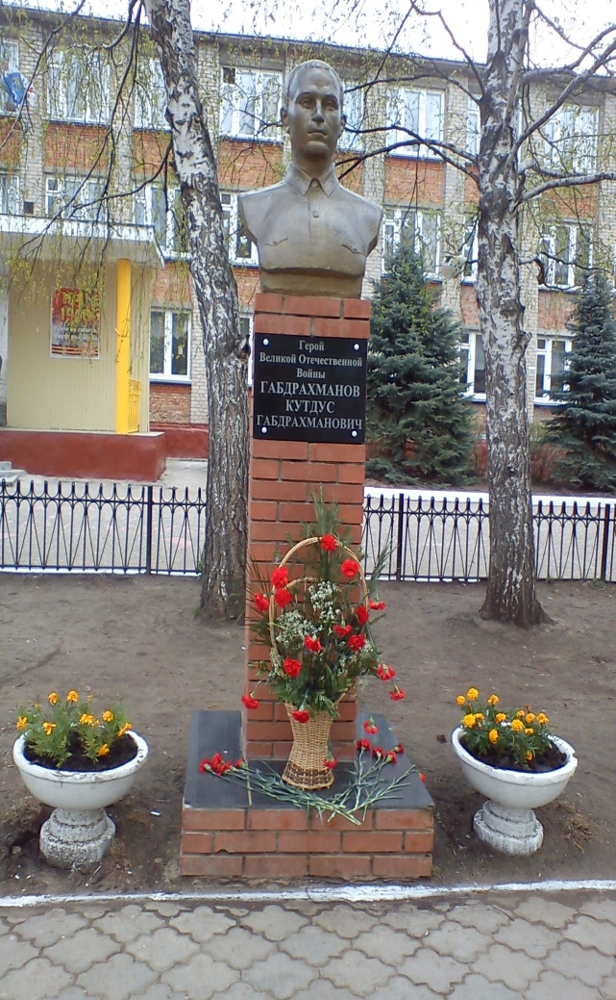 Герой
Великой Отечественной
Войны
ГАБДРАХМАНОВ
КУТДУС
ГАБДРАХМАНОВИЧ